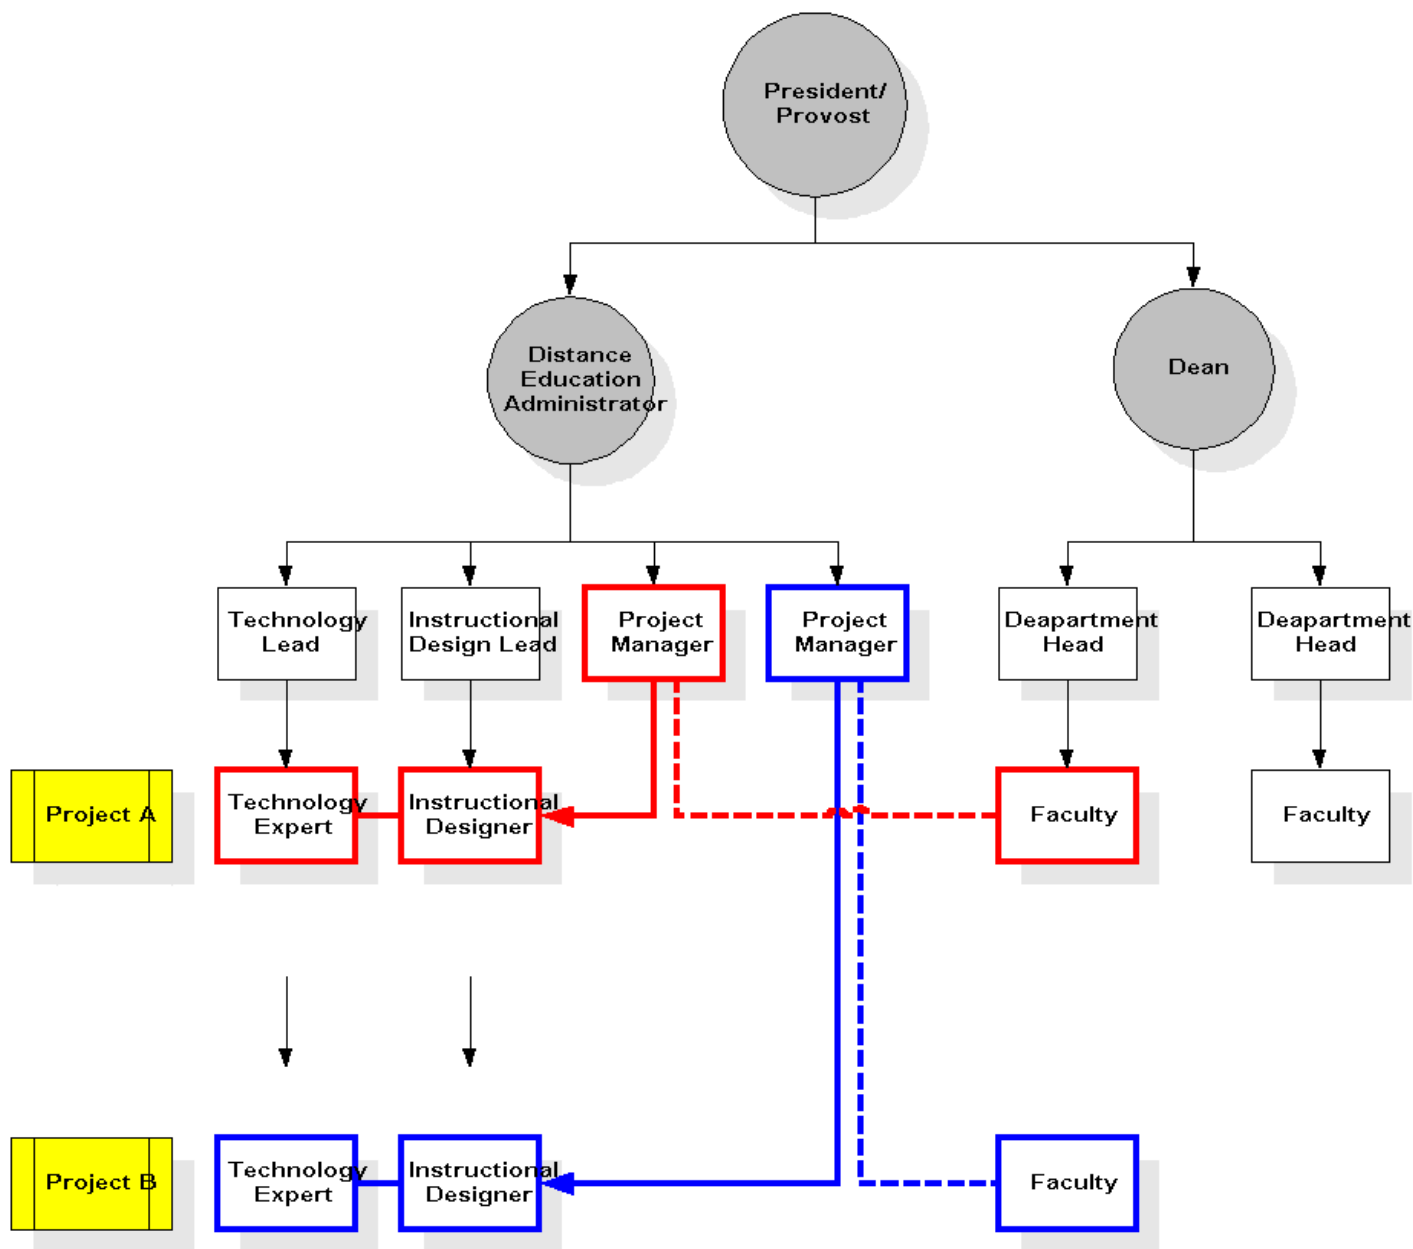 President/
Provost
Distance
Education
Administrator
Dean
Technology
Lead
Instructional
Design Lead
Project
Manager
Project
Manager
Deapartment
Head
Deapartment
Head
Project A
Technology
Expert
Instructional
Designer
Faculty
Faculty
Project B
Technology
Expert
Instructional
Designer
Faculty